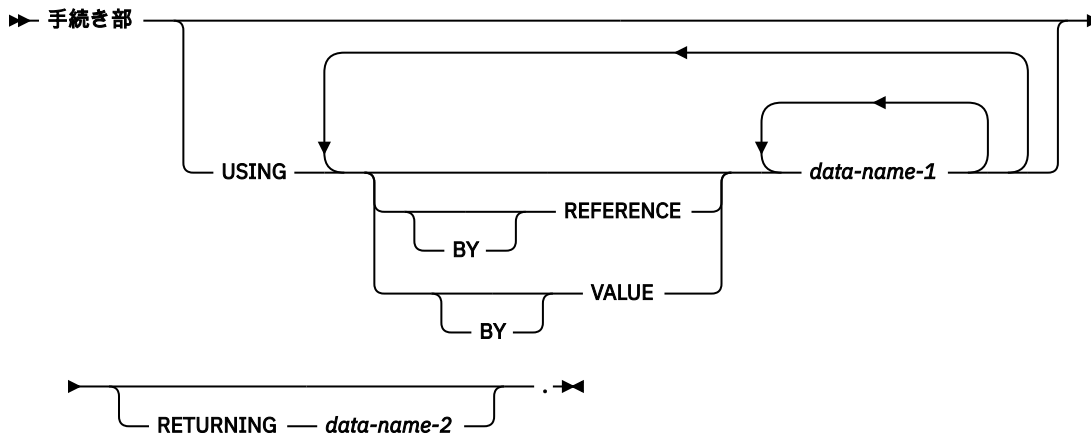 手続き部
USING
data-name-1
REFERENCE
BY
VALUE
BY
.
RETURNING data-name-2